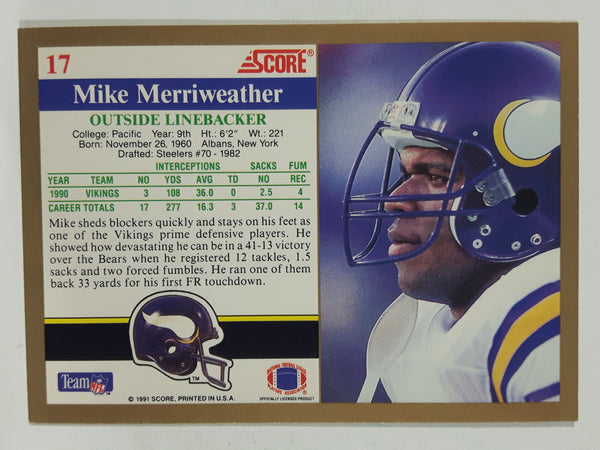 17
SCORE®
Mike Merriweather
OUTSIDE LINEBACKER
College: Pacific Year: 9th Ht.: 6'2" Wt.: 221
Born: November 26, 1960 Albans, New York
Drafted: Steelers #70 - 1982
INTERCEPTIONS SACKS FUM
YEAR TEAM NO YDS AVG TD NO REC
1990 VIKINGS 3 108 36.0 0 2.5 4
CAREER TOTALS 17 277 16.3 3 37.0 14
Mike sheds blockers quickly and stays on his feet as
one of the Vikings prime defensive players. He
showed how devastating he can be in a 41-13 victory
over the Bears when he registered 12 tackles, 1.5
sacks and two forced fumbles. He ran one of them
back 33 yards for his first FR touchdown.
Team NFL
TM
© 1991 SCORE, PRINTED IN U.S.A.
OFFICIALLY LICENSED PRODUCT